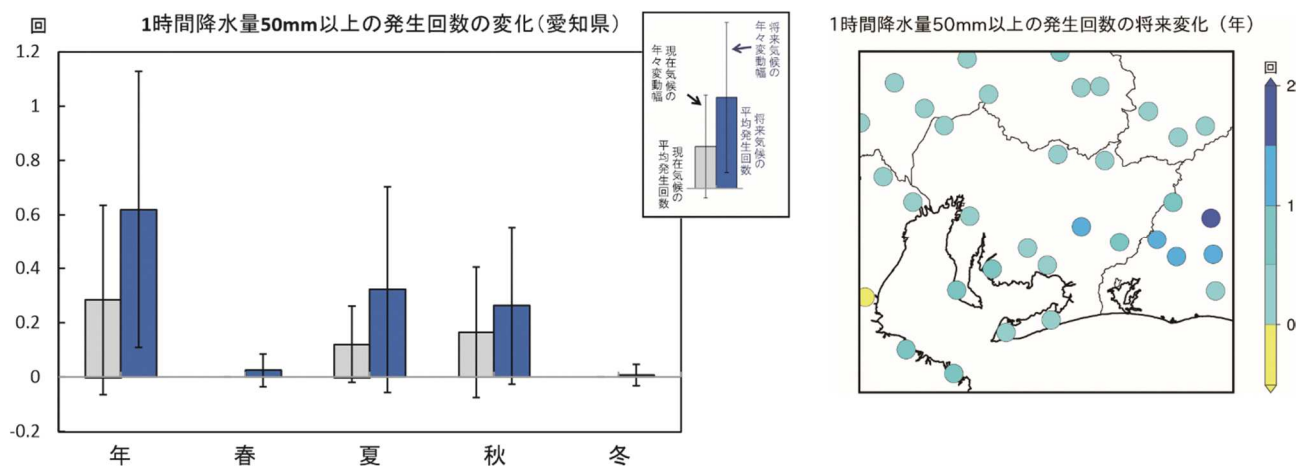 回
1時間降水量50mm以上の発生回数の変化(愛知県)
1.2
1
0.8
0.6
0.4
0.2
0
-0.2
年
春
夏
秋
冬
現在気候の
年々変動幅
将来気候の
年々変動幅
現在気候の
平均発生回数
将来気候の
平均発生回数
1時間降水量50mm以上の発生回数の将来変化(年)
回
2
1
0